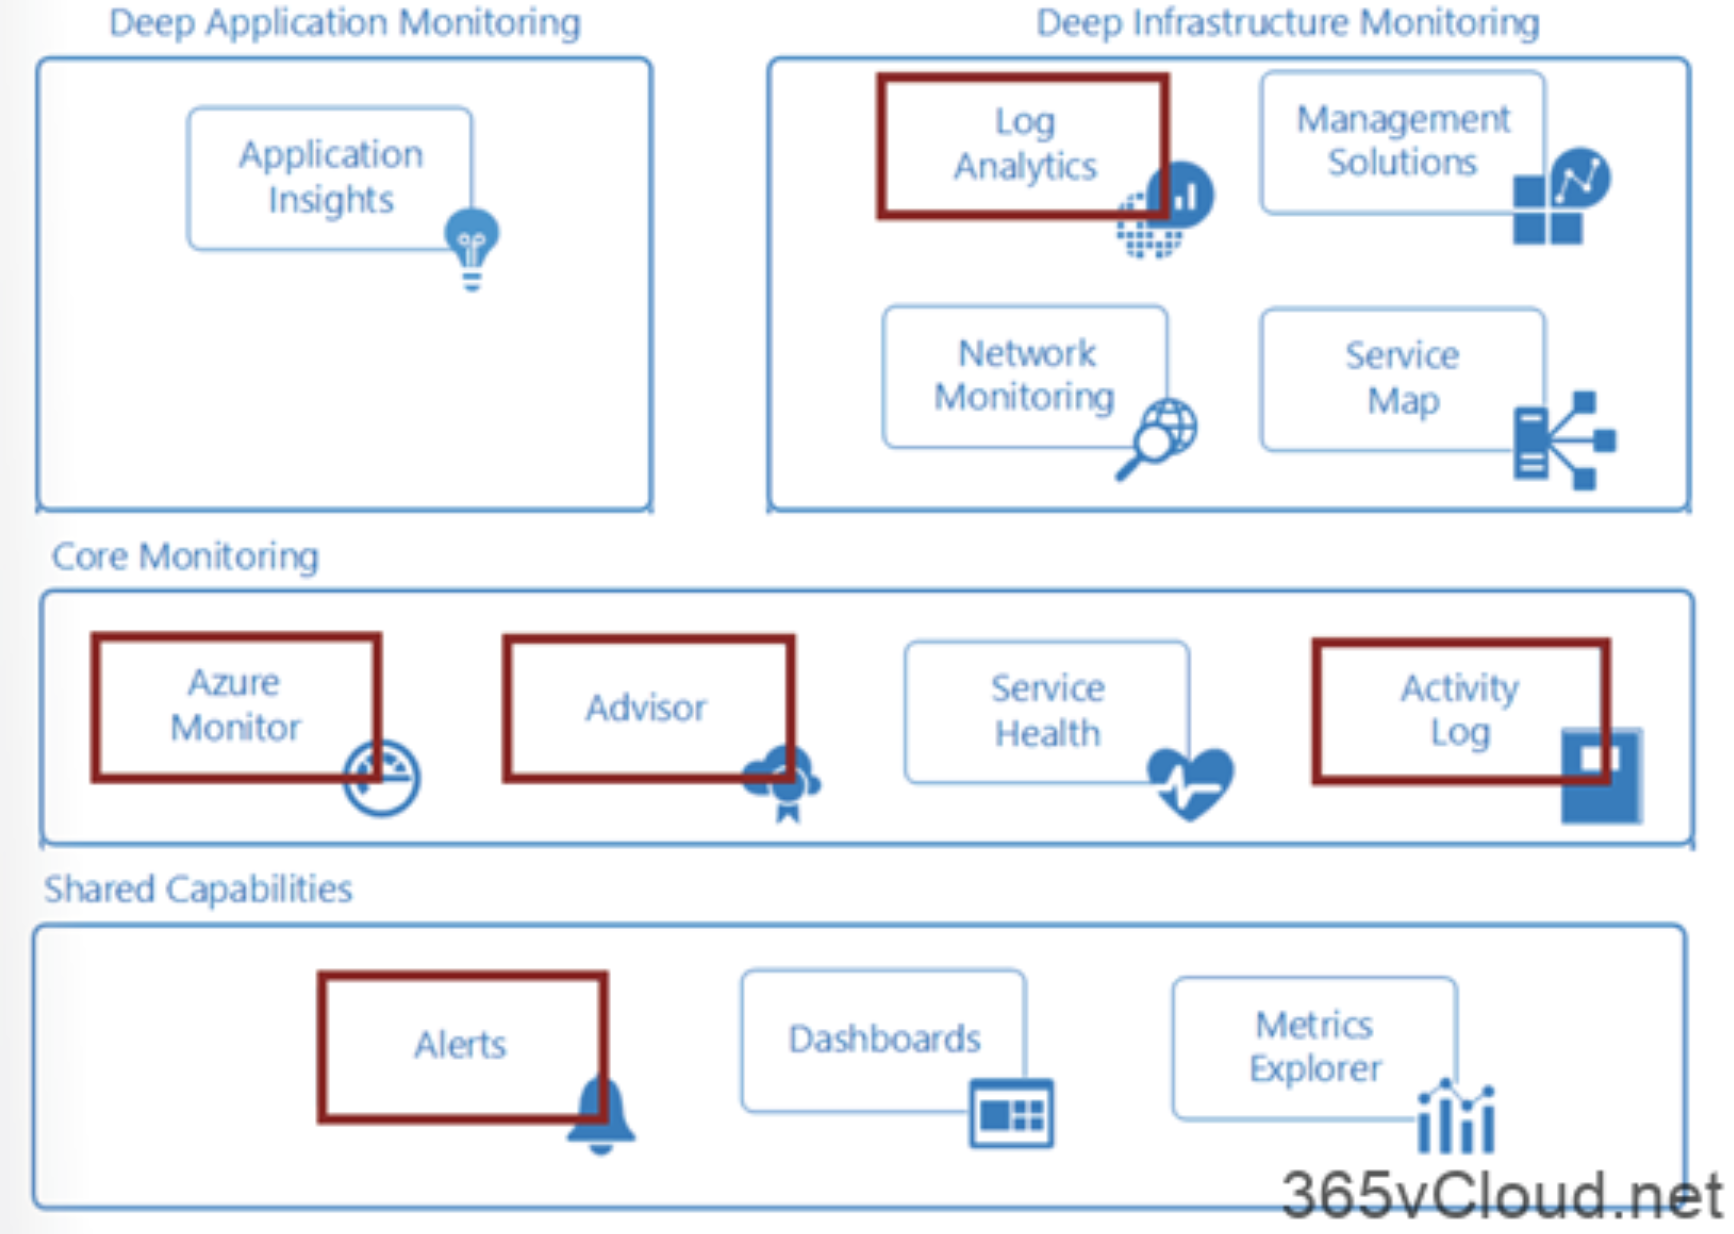 Deep Application Monitoring
Application
Insights
Deep Infrastructure Monitoring
Log
Analytics
Management
Solutions
Network
Monitoring
Service
Map
Core Monitoring
Azure
Monitor
Advisor
Service
Health
Activity
Log
Shared Capabilities
Alerts
Dashboards
Metrics
Explorer
365vCloud.net